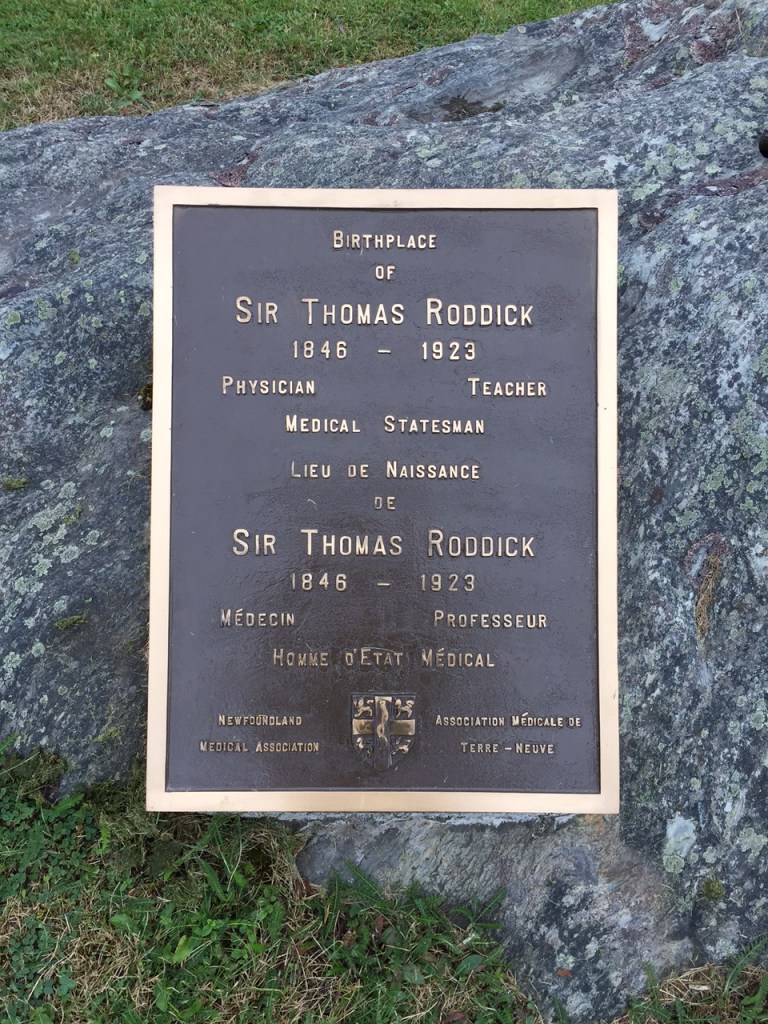 Birthplace
of
Sir Thomas Roddick
1846 – 1923
Physician Teacher
Medical Statesman
Lieu de Naissance
de
Sir Thomas Roddick
1846 – 1923
Médecin Professeur
Homme d'Etat Médical
Newfoundland
Medical Association
Association Médicale de
Terre – Neuve